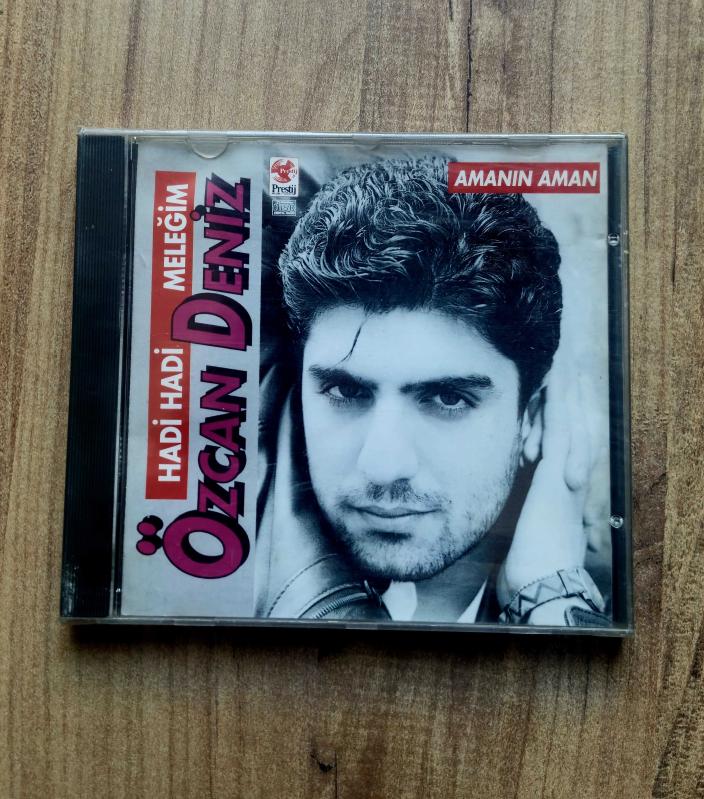 HADİ HADİ MELEĞİM
ÖZCAN DENİZ
Prestij
AMANIN AMAN